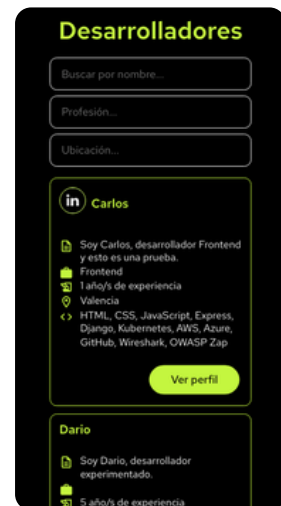 Desarrolladores
Buscar por nombre...
Profesión...
Ubicación...
in
Carlos
Soy Carlos, desarrollador Frontend
y esto es una prueba.
Frontend
1 año/s de experiencia
Valencia
HTML, CSS, JavaScript, Express,
Django, Kubernetes, AWS, Azure,
GitHub, Wireshark, OWASP Zap
Ver perfil
Dario
Soy Dario, desarrollador
experimentado.
5 año/s de experiencia